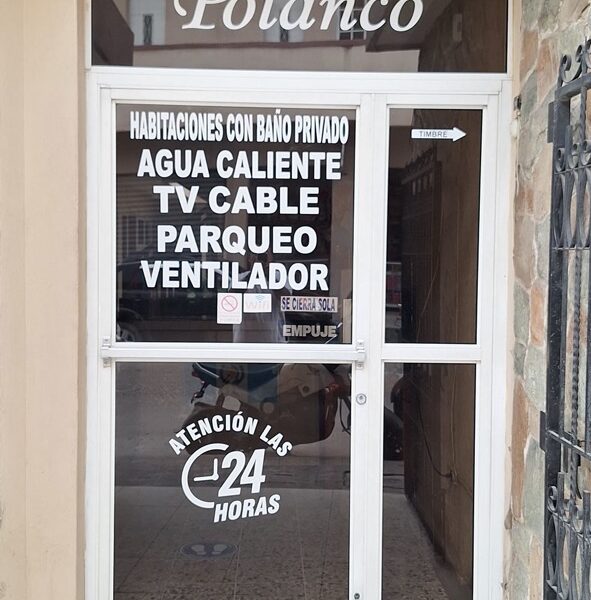 Polanco
HABITACIONES CON BAÑO PRIVADO
TIMBRE
AGUA CALIENTE
TV CABLE
PARQUEO
VENTILADOR
WiFi
SE CIERRA SOLA
EMPUJE
ATENCIÓN LAS
24
HORAS